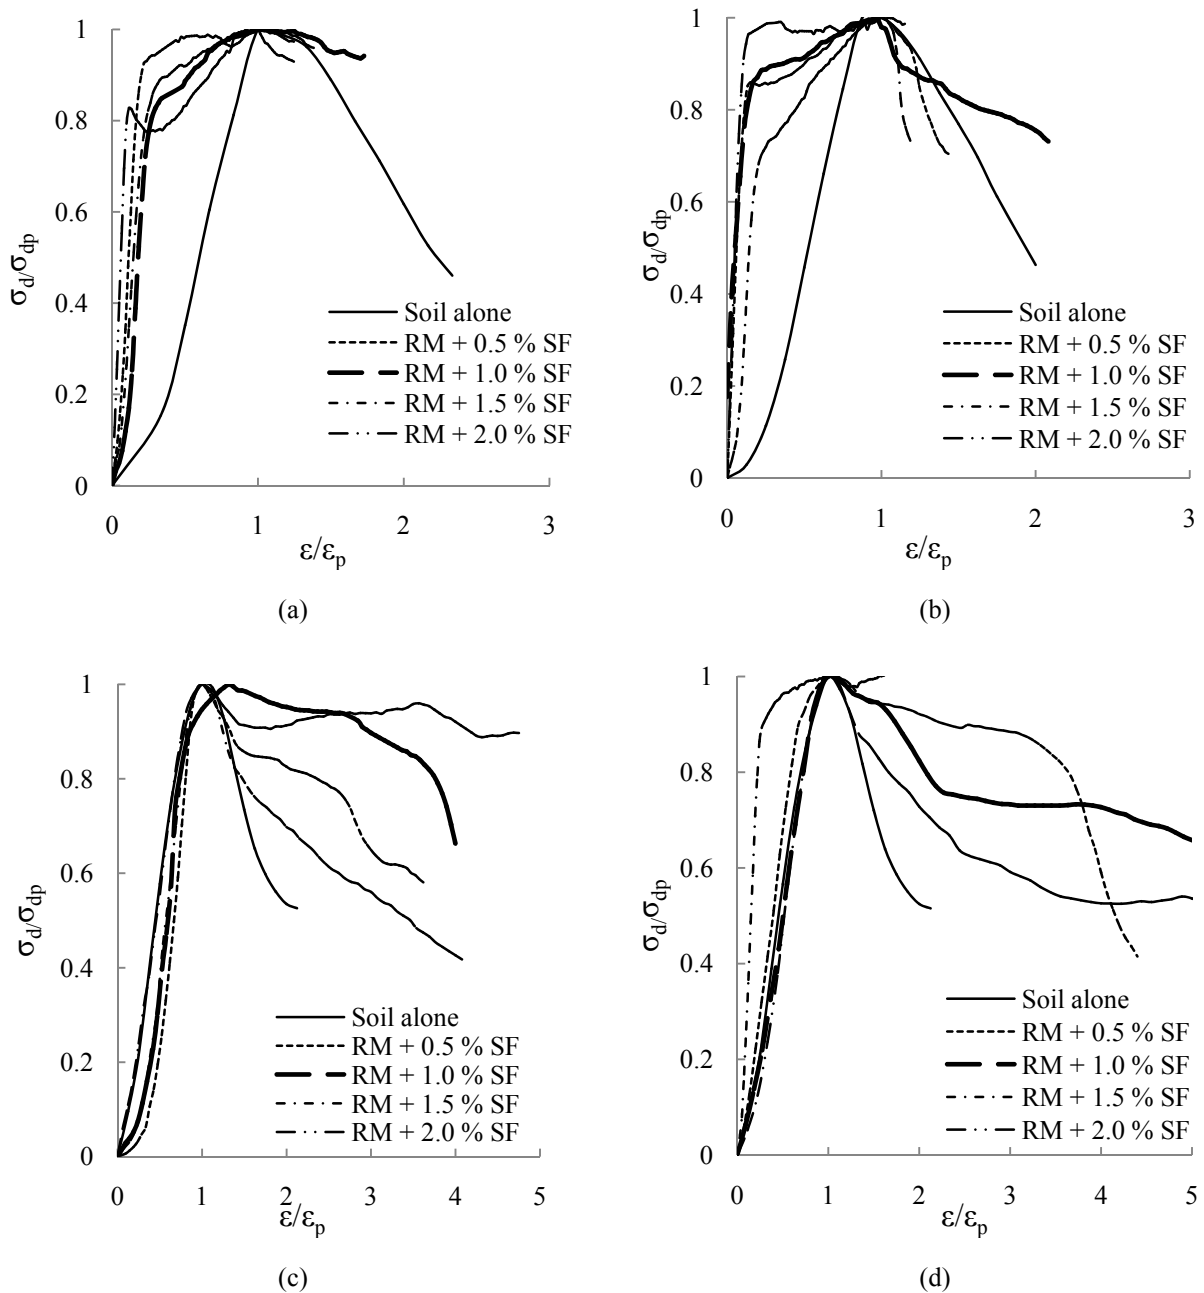 1
0.8
0.6
0.4
0.2
0
σd/σdp
Soil alone
RM + 0.5 % SF
RM + 1.0 % SF
RM + 1.5 % SF
RM + 2.0 % SF
0 1 2 3
ε/εp
(a)
1
0.8
0.6
0.4
0.2
0
σd/σdp
Soil alone
RM + 0.5 % SF
RM + 1.0 % SF
RM + 1.5 % SF
RM + 2.0 % SF
0 1 2 3
ε/εp
(b)
1
0.8
0.6
0.4
0.2
0
σd/σdp
Soil alone
RM + 0.5 % SF
RM + 1.0 % SF
RM + 1.5 % SF
RM + 2.0 % SF
0 1 2 3 4 5
ε/εp
(c)
1
0.8
0.6
0.4
0.2
0
σd/σdp
Soil alone
RM + 0.5 % SF
RM + 1.0 % SF
RM + 1.5 % SF
RM + 2.0 % SF
0 1 2 3 4 5
ε/εp
(d)